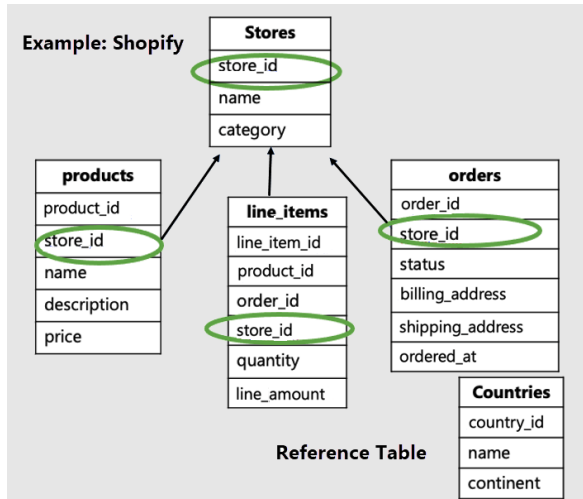 Example: Shopify
Stores
store_id
name
category
products
product_id
store_id
name
description
price
line_items
line_item_id
product_id
order_id
store_id
quantity
line_amount
orders
order_id
store_id
status
billing_address
shipping_address
ordered_at
Reference Table
Countries
country_id
name
continent